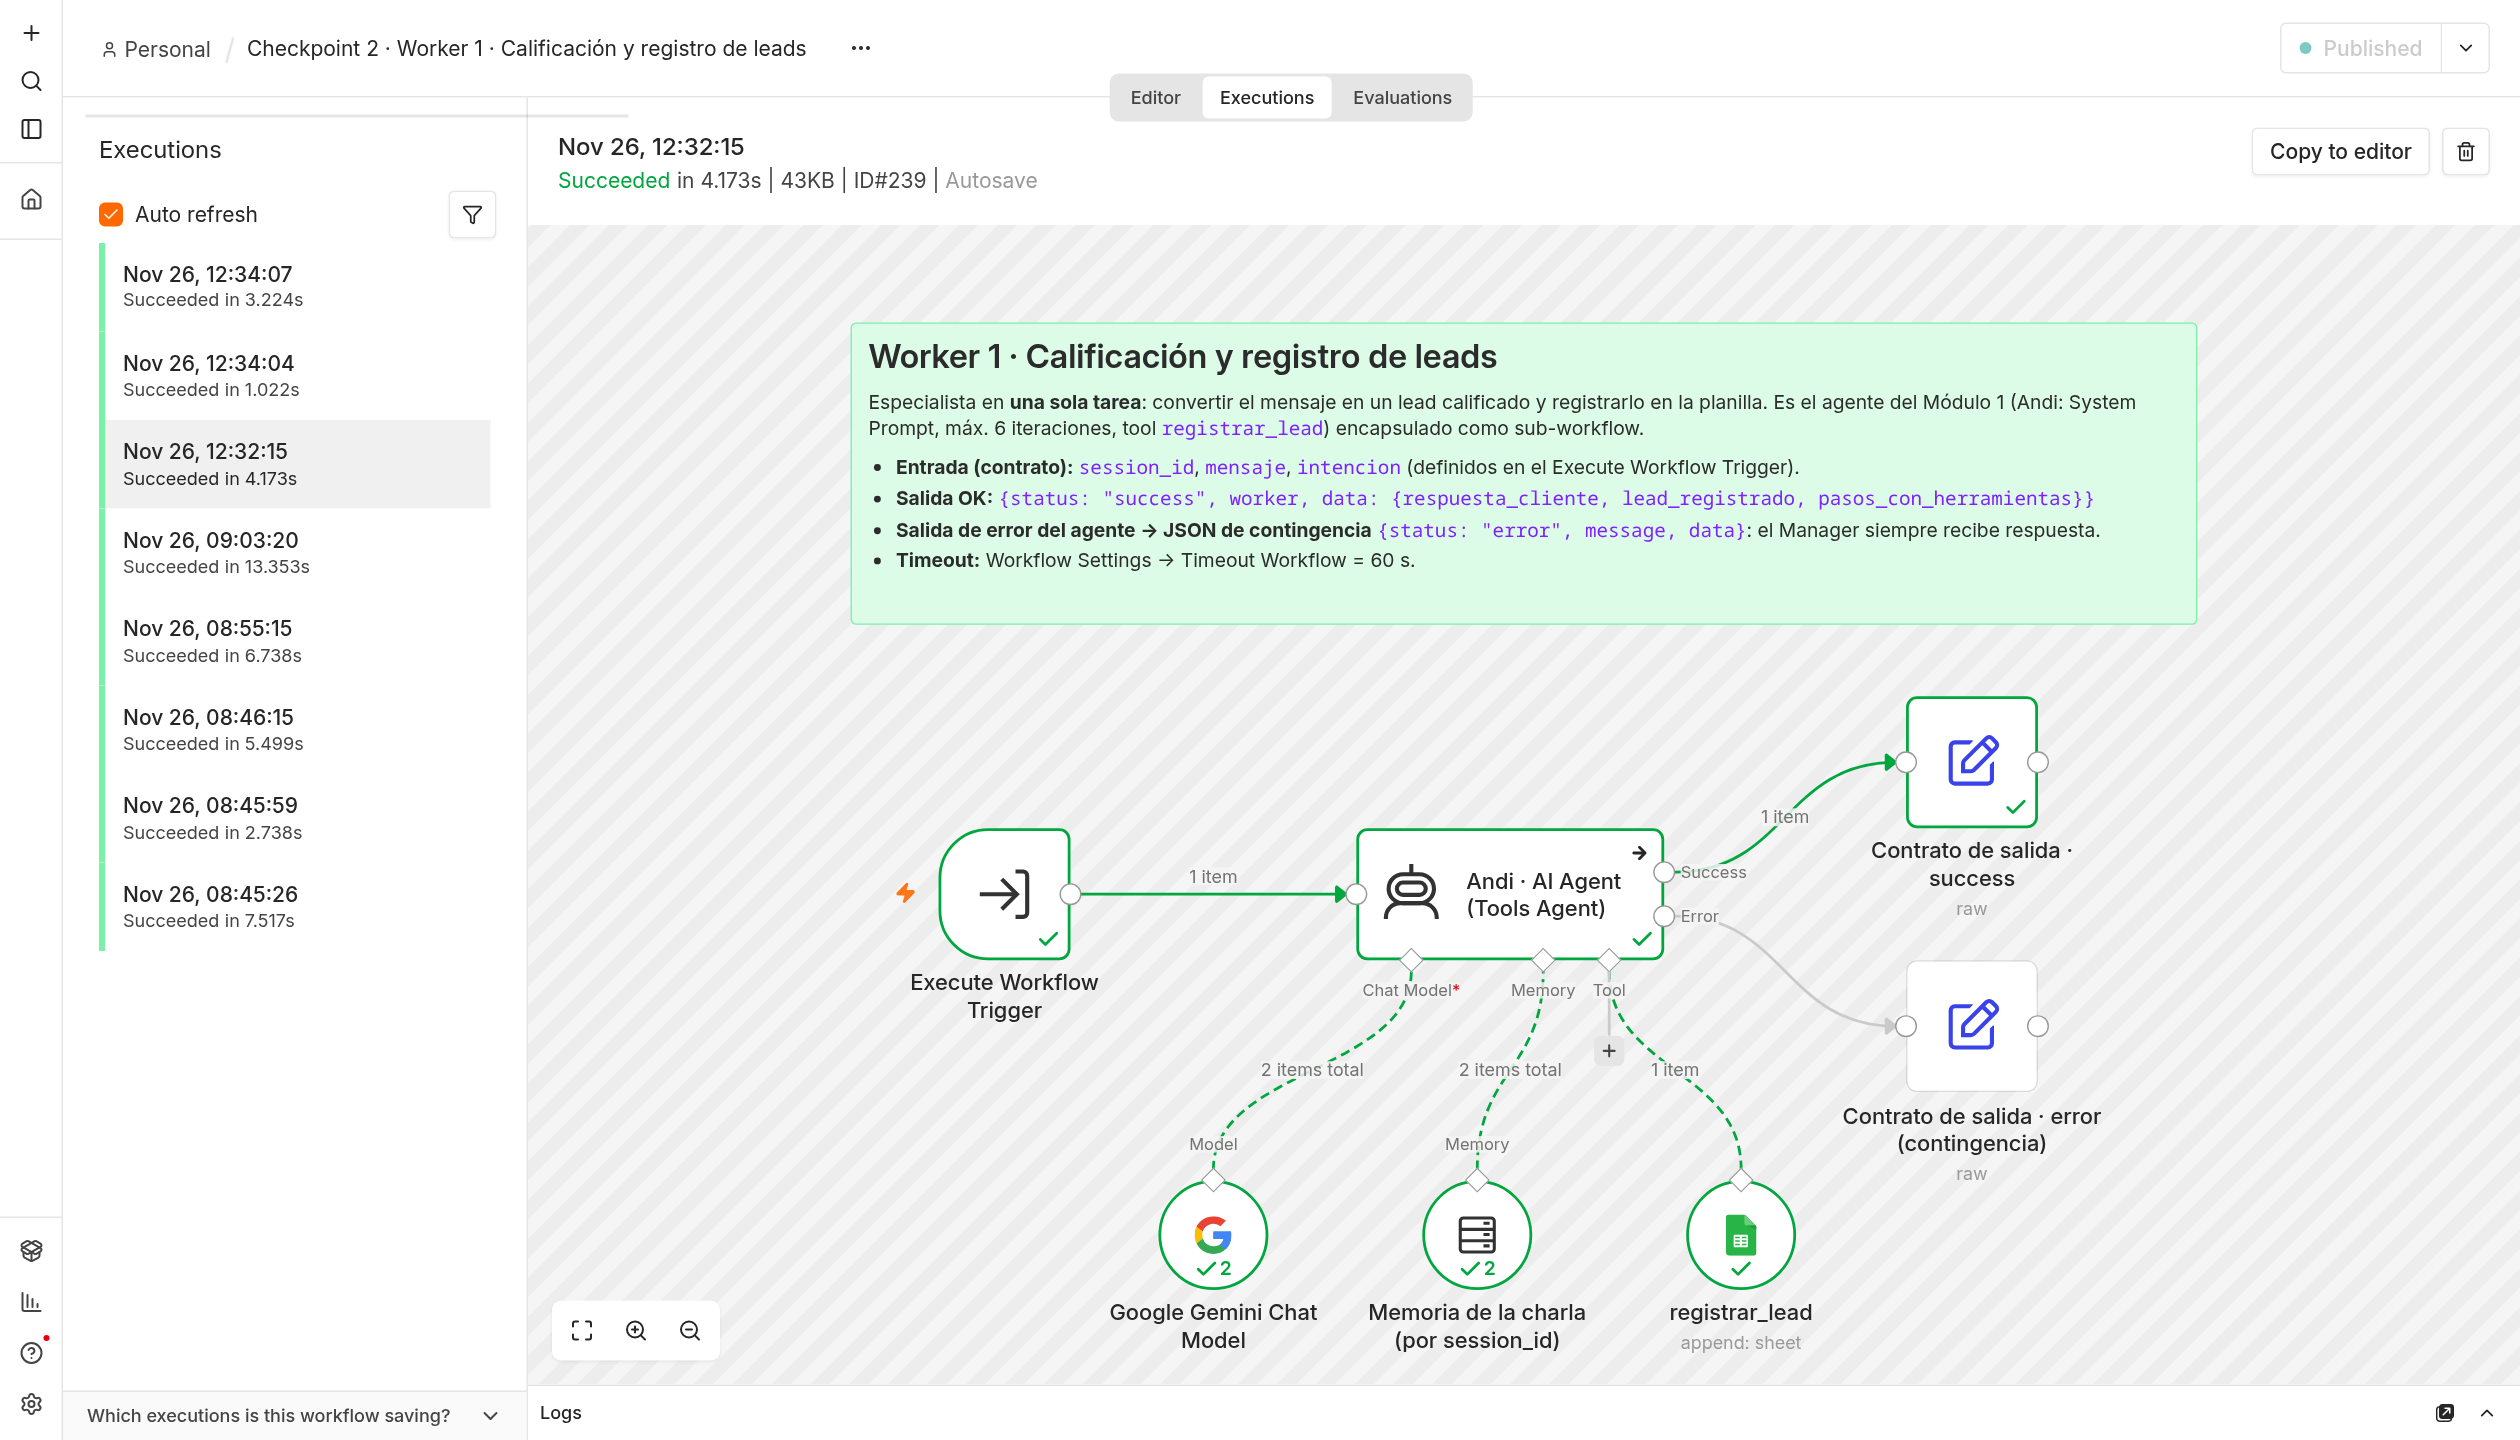 Personal / Checkpoint 2 · Worker 1 · Calificación y registro de leads ...
Published
Editor Executions Evaluations
Executions
Auto refresh
Nov 26, 12:34:07
Succeeded in 3.224s
Nov 26, 12:34:04
Succeeded in 1.022s
Nov 26, 12:32:15
Succeeded in 4.173s
Nov 26, 09:03:20
Succeeded in 13.353s
Nov 26, 08:55:15
Succeeded in 6.738s
Nov 26, 08:46:15
Succeeded in 5.499s
Nov 26, 08:45:59
Succeeded in 2.738s
Nov 26, 08:45:26
Succeeded in 7.517s
Which executions is this workflow saving?
Nov 26, 12:32:15
Succeeded in 4.173s | 43KB | ID#239 | Autosave
Copy to editor
Worker 1 · Calificación y registro de leads
Especialista en una sola tarea: convertir el mensaje en un lead calificado y registrarlo en la planilla. Es el agente del Módulo 1 (Andi: System
Prompt, máx. 6 iteraciones, tool registrar_lead) encapsulado como sub-workflow.
• Entrada (contrato): session_id, mensaje, intencion (definidos en el Execute Workflow Trigger).
• Salida OK: {status: "success", worker, data: {respuesta_cliente, lead_registrado, pasos_con_herramientas}}
• Salida de error del agente → JSON de contingencia {status: "error", message, data}: el Manager siempre recibe respuesta.
• Timeout: Workflow Settings → Timeout Workflow = 60 s.
Execute Workflow
Trigger
1 item
Andi · AI Agent
(Tools Agent)
Success
Error
Chat Model*
Memory
Tool
1 item
Contrato de salida ·
success
raw
Contrato de salida · error
(contingencia)
raw
2 items total
2 items total
1 item
+
Model
Memory
2
2
Google Gemini Chat
Model
Memoria de la charla
(por session_id)
registrar_lead
append: sheet
Logs